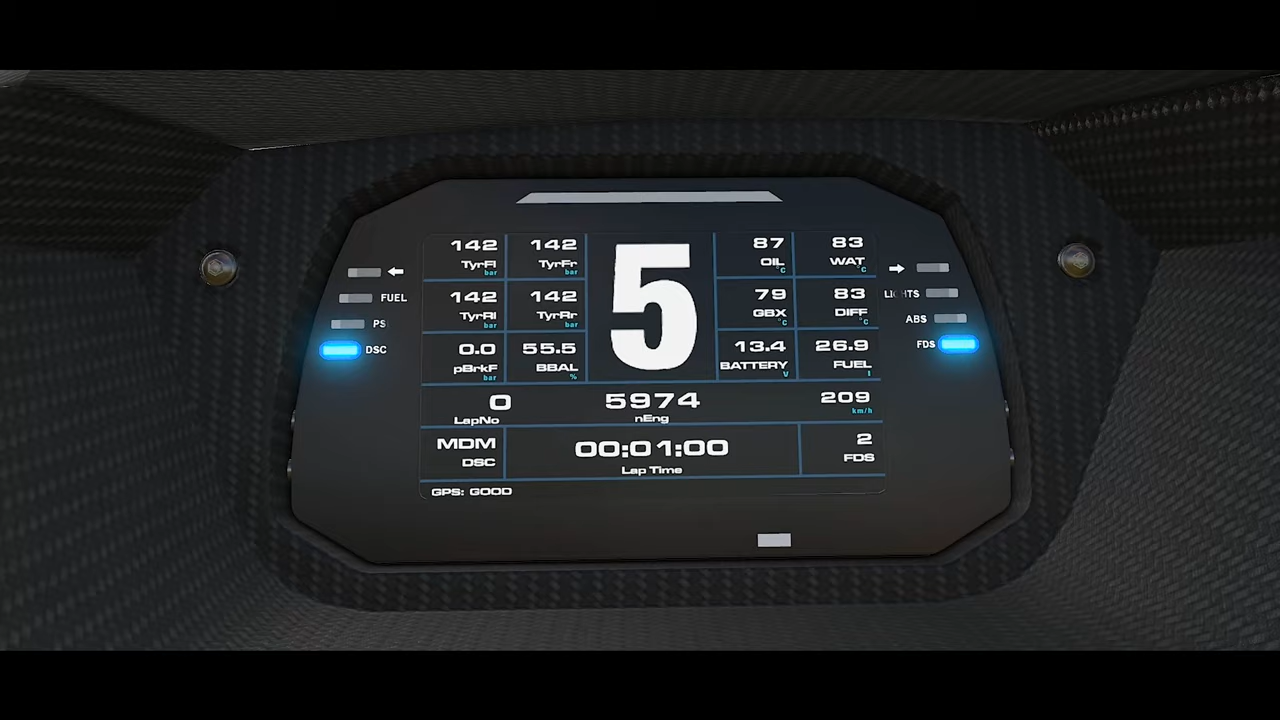 142 142 5 87 83
TyrFl TyrFr OIL WAT
bar bar °C °C
142 142 79 83
TyrRl TyrRr GBX DIFF
bar bar °C °C
0.0 55.5 13.4 26.9
pBrkF BBAL BATTERY FUEL
bar % V l
FUEL
PS
DSC
LIGHTS
ABS
FDS
0 5974 209
LapNo nEng km/h
MDM 00:01:00 2
DSC Lap Time FDS
GPS: GOOD